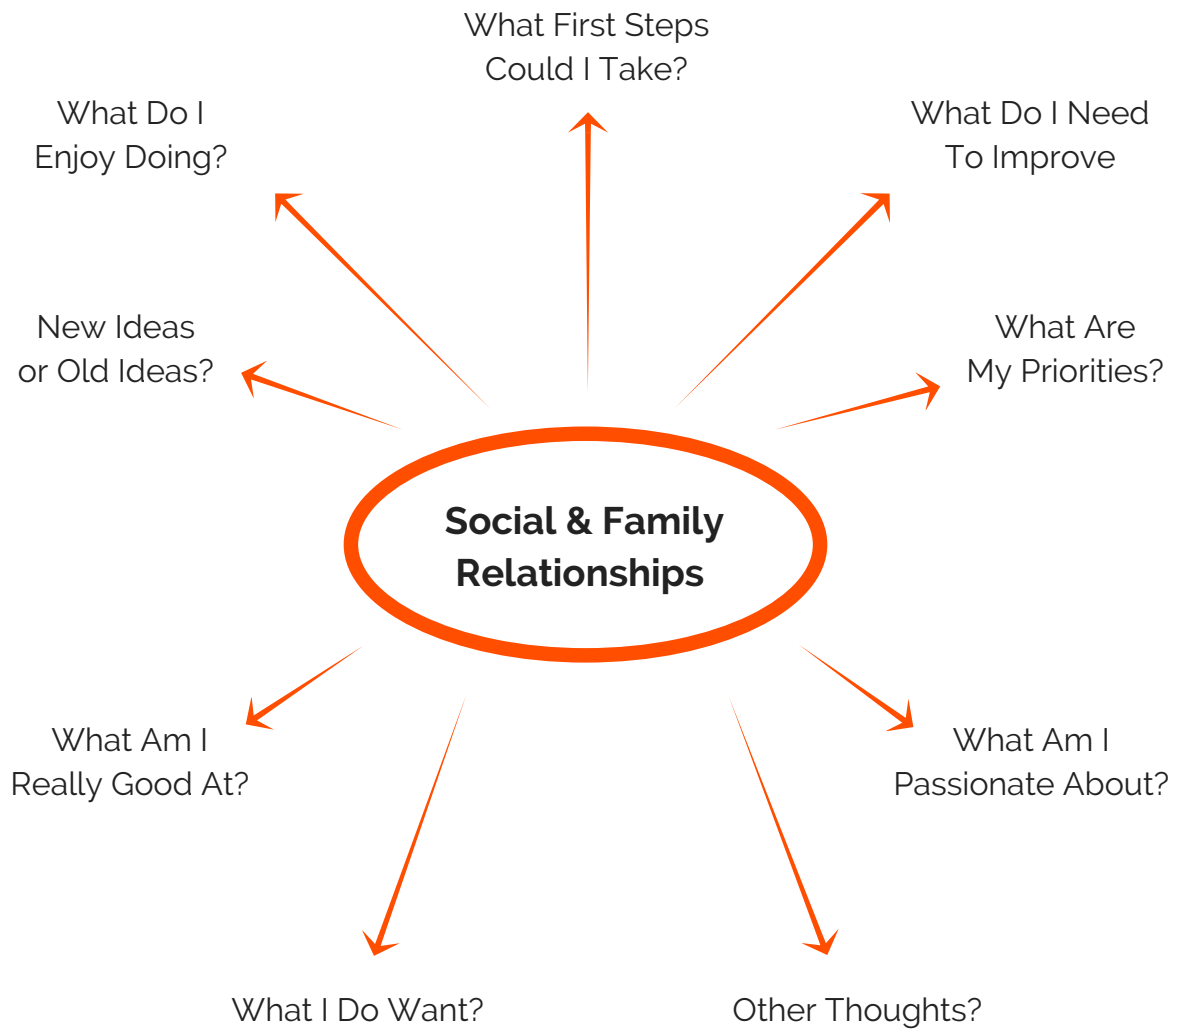 What First Steps
Could I Take?
What Do I
Enjoy Doing?
What Do I Need
To Improve
New Ideas
or Old Ideas?
What Are
My Priorities?
Social & Family
Relationships
What Am I
Really Good At?
What Am I
Passionate About?
What I Do Want?
Other Thoughts?